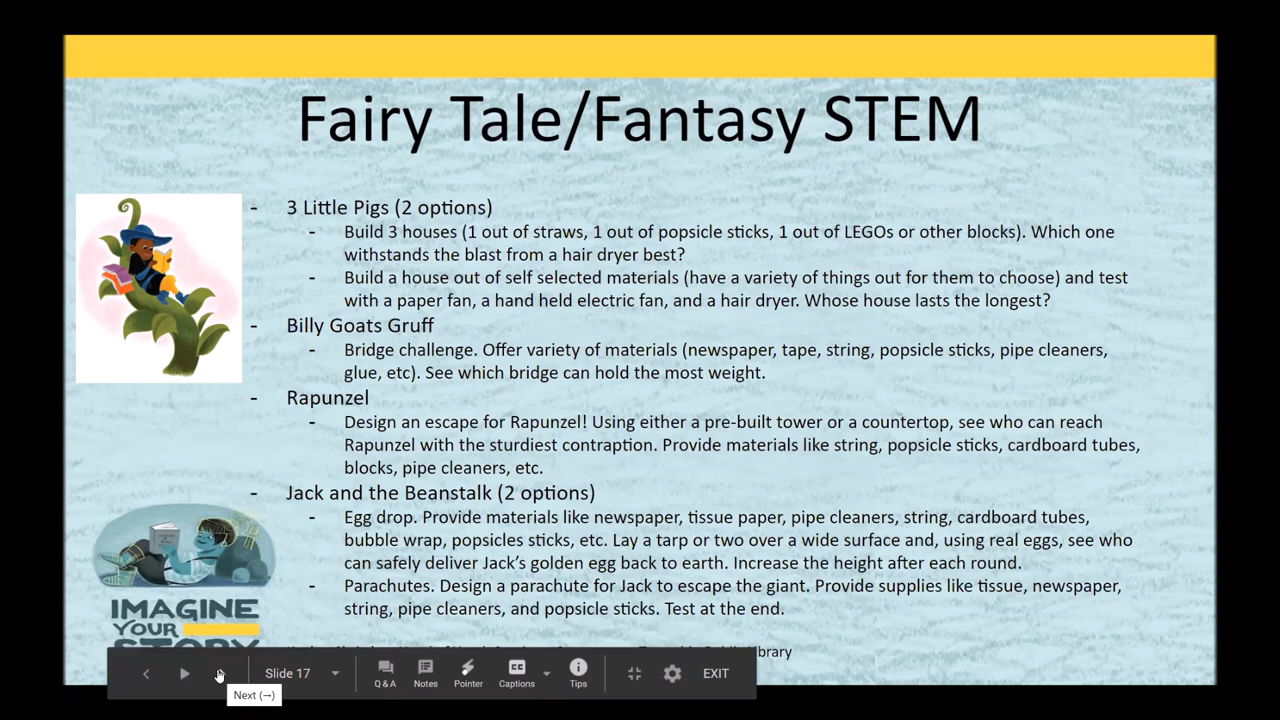 Fairy Tale/Fantasy STEM
- 3 Little Pigs (2 options)
- Build 3 houses (1 out of straws, 1 out of popsicle sticks, 1 out of LEGOs or other blocks). Which one
withstands the blast from a hair dryer best?
- Build a house out of self selected materials (have a variety of things out for them to choose) and test
with a paper fan, a hand held electric fan, and a hair dryer. Whose house lasts the longest?
- Billy Goats Gruff
- Bridge challenge. Offer variety of materials (newspaper, tape, string, popsicle sticks, pipe cleaners,
glue, etc). See which bridge can hold the most weight.
- Rapunzel
- Design an escape for Rapunzel! Using either a pre-built tower or a countertop, see who can reach
Rapunzel with the sturdiest contraption. Provide materials like string, popsicle sticks, cardboard tubes,
blocks, pipe cleaners, etc.
- Jack and the Beanstalk (2 options)
- Egg drop. Provide materials like newspaper, tissue paper, pipe cleaners, string, cardboard tubes,
bubble wrap, popsicles sticks, etc. Lay a tarp or two over a wide surface and, using real eggs, see who
can safely deliver Jack's golden egg back to earth. Increase the height after each round.
- Parachutes. Design a parachute for Jack to escape the giant. Provide supplies like tissue, newspaper,
string, pipe cleaners, and popsicle sticks. Test at the end.
IMAGINE
YOUR
STORY
Library
Slide 17
Q & A
Notes
Pointer
Captions
Tips
EXIT
Next (→)